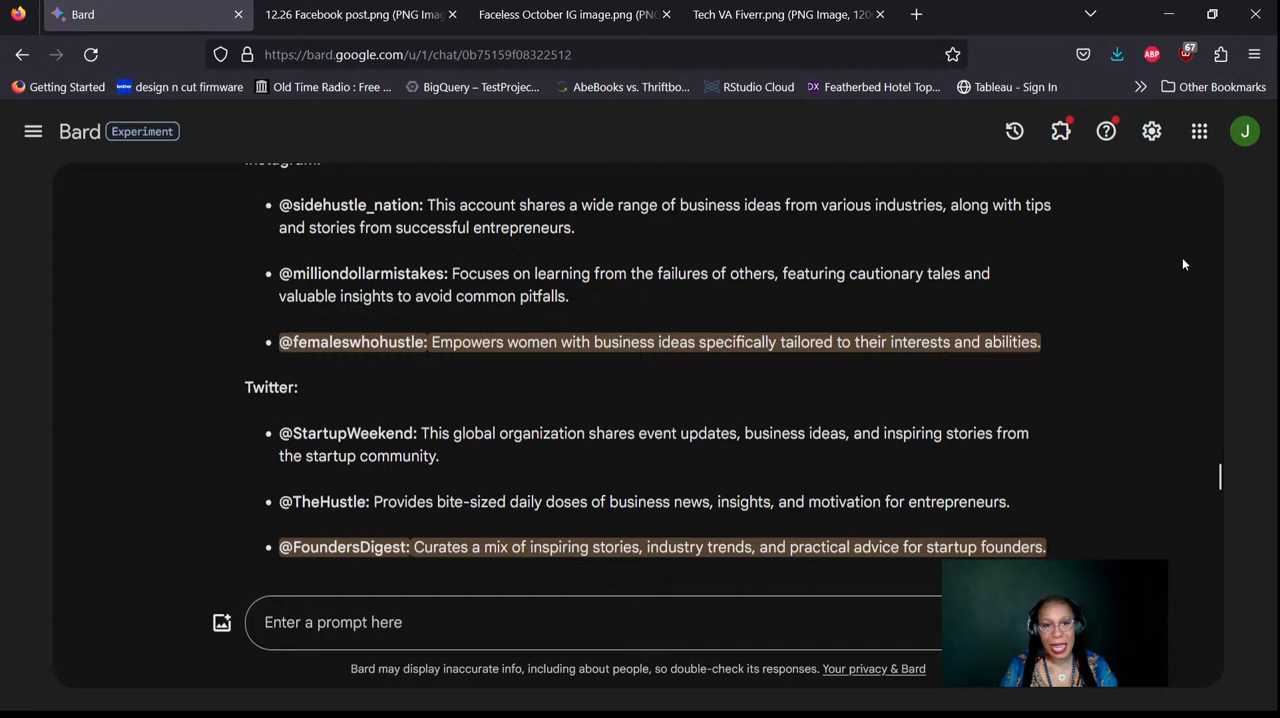 Bard
12.26 Facebook post.png (PNG Imag
Faceless October IG image.png (PNG
Tech VA Fiverr.png (PNG Image, 120
https://bard.google.com/u/1/chat/0b75159f08322512
ABP
67
Getting Started
brother
design n cut firmware
Old Time Radio : Free ...
BigQuery – TestProjec...
AbeBooks vs. Thriftbo...
RStudio Cloud
DX
Featherbed Hotel Top...
Tableau - Sign In
Other Bookmarks
Bard Experiment
J
Instagram:
• @sidehustle_nation: This account shares a wide range of business ideas from various industries, along with tips
and stories from successful entrepreneurs.
• @milliondollarmistakes: Focuses on learning from the failures of others, featuring cautionary tales and
valuable insights to avoid common pitfalls.
• @femaleswhohustle: Empowers women with business ideas specifically tailored to their interests and abilities.
Twitter:
• @StartupWeekend: This global organization shares event updates, business ideas, and inspiring stories from
the startup community.
• @TheHustle: Provides bite-sized daily doses of business news, insights, and motivation for entrepreneurs.
• @FoundersDigest: Curates a mix of inspiring stories, industry trends, and practical advice for startup founders.
Enter a prompt here
Bard may display inaccurate info, including about people, so double-check its responses. Your privacy & Bard